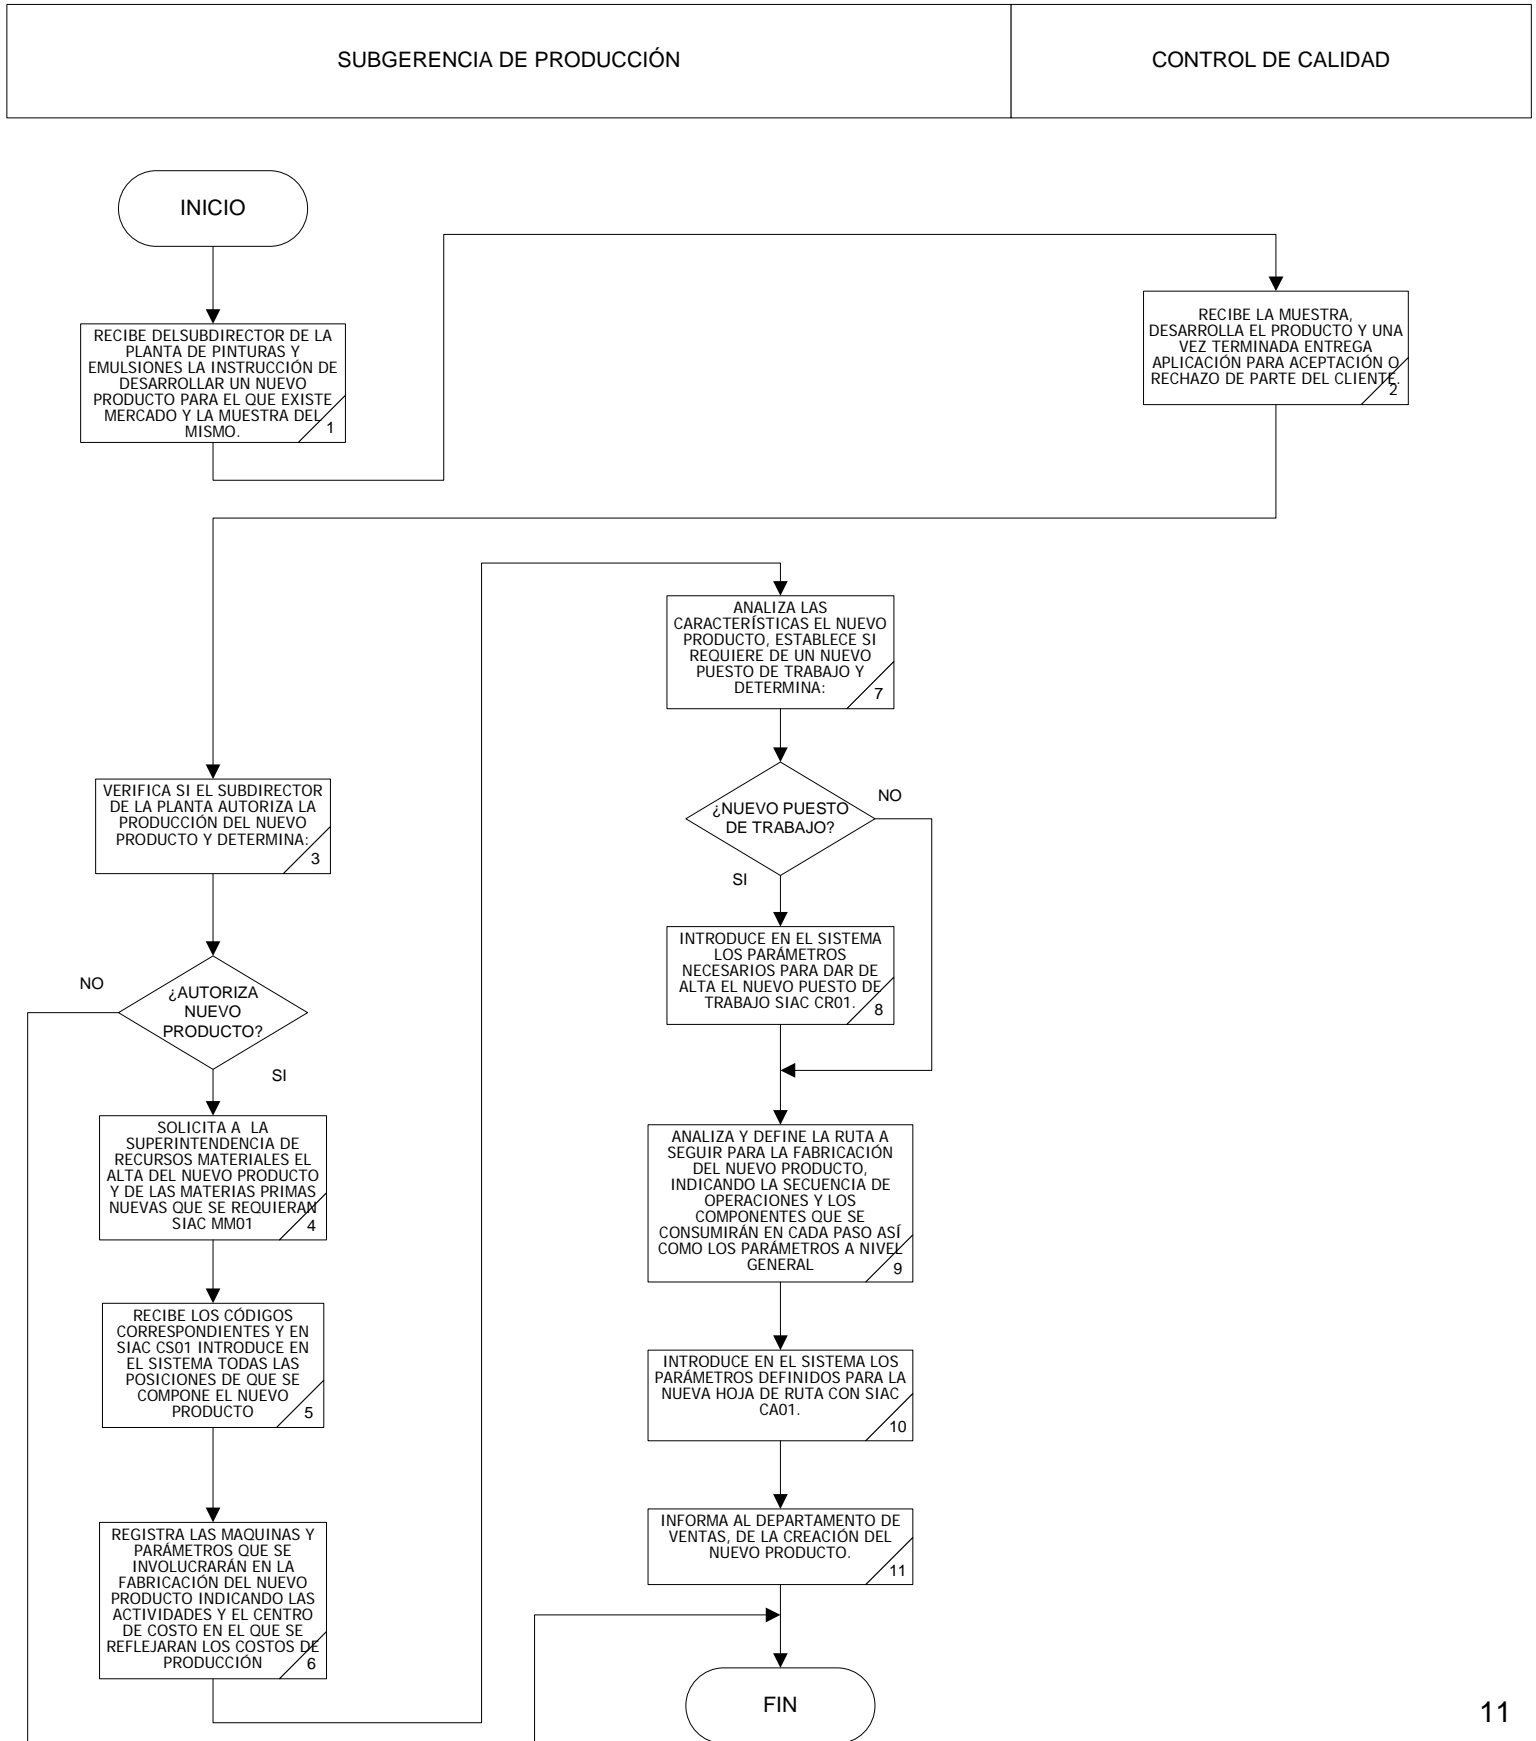 SUBGERENCIA DE PRODUCCIÓN
CONTROL DE CALIDAD
INICIO
RECIBE DELSUBDIRECTOR DE LA
PLANTA DE PINTURAS Y
EMULSIONES LA INSTRUCCIÓN DE
DESARROLLAR UN NUEVO
PRODUCTO PARA EL QUE EXISTE
MERCADO Y LA MUESTRA DEL
MISMO.
1
RECIBE LA MUESTRA,
DESARROLLA EL PRODUCTO Y UNA
VEZ TERMINADA ENTREGA
APLICACIÓN PARA ACEPTACIÓN O
RECHAZO DE PARTE DEL CLIENTE.
2
VERIFICA SI EL SUBDIRECTOR
DE LA PLANTA AUTORIZA LA
PRODUCCIÓN DEL NUEVO
PRODUCTO Y DETERMINA:
3
NO
¿AUTORIZA
NUEVO
PRODUCTO?
SI
SOLICITA A LA
SUPERINTENDENCIA DE
RECURSOS MATERIALES EL
ALTA DEL NUEVO PRODUCTO
Y DE LAS MATERIAS PRIMAS
NUEVAS QUE SE REQUIERAN
SIAC MM01
4
RECIBE LOS CÓDIGOS
CORRESPONDIENTES Y EN
SIAC CS01 INTRODUCE EN
EL SISTEMA TODAS LAS
POSICIONES DE QUE SE
COMPONE EL NUEVO
PRODUCTO
5
REGISTRA LAS MAQUINAS Y
PARÁMETROS QUE SE
INVOLUCRARÁN EN LA
FABRICACIÓN DEL NUEVO
PRODUCTO INDICANDO LAS
ACTIVIDADES Y EL CENTRO
DE COSTO EN EL QUE SE
REFLEJARAN LOS COSTOS DE
PRODUCCIÓN
6
ANALIZA LAS
CARACTERÍSTICAS EL NUEVO
PRODUCTO, ESTABLECE SI
REQUIERE DE UN NUEVO
PUESTO DE TRABAJO Y
DETERMINA:
7
¿NUEVO PUESTO
DE TRABAJO?
NO
SI
INTRODUCE EN EL SISTEMA
LOS PARÁMETROS
NECESARIOS PARA DAR DE
ALTA EL NUEVO PUESTO DE
TRABAJO SIAC CR01.
8
ANALIZA Y DEFINE LA RUTA A
SEGUIR PARA LA FABRICACIÓN
DEL NUEVO PRODUCTO,
INDICANDO LA SECUENCIA DE
OPERACIONES Y LOS
COMPONENTES QUE SE
CONSUMIRÁN EN CADA PASO ASÍ
COMO LOS PARÁMETROS A NIVEL
GENERAL
9
INTRODUCE EN EL SISTEMA LOS
PARÁMETROS DEFINIDOS PARA LA
NUEVA HOJA DE RUTA CON SIAC
CA01.
10
INFORMA AL DEPARTAMENTO DE
VENTAS, DE LA CREACIÓN DEL
NUEVO PRODUCTO.
11
FIN
11